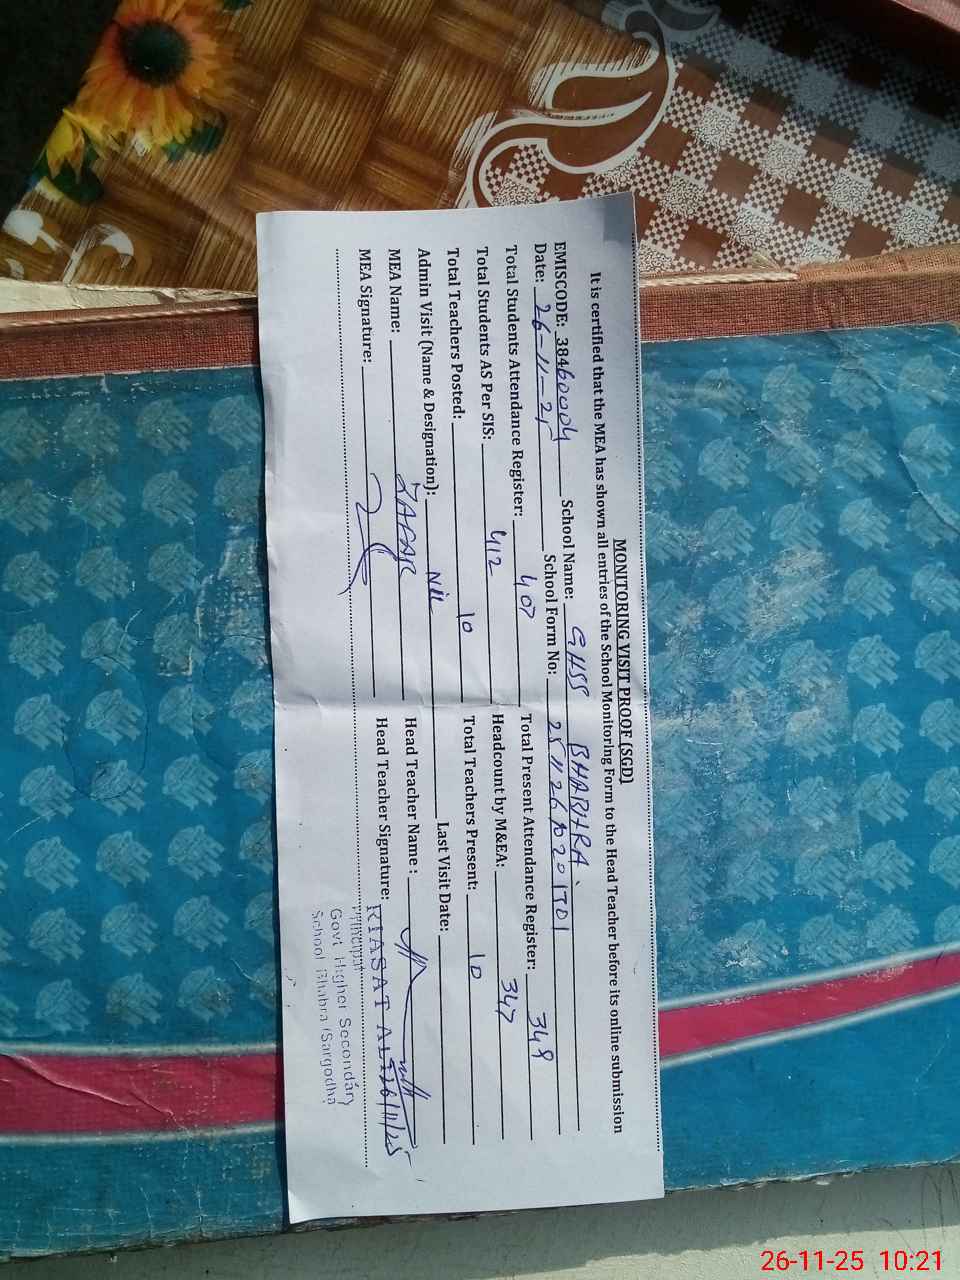 MONITORING VISIT PROOF (SGD)
It is certified that the MEA has shown all entries of the School Monitoring Form to the Head Teacher before its online submission
EMISCODE: 38460004 School Name: GHSS BHABHRA
Date: 26-11-25 School Form No:
Total Students Attendance Register: 407 Total Present Attendance Register: 348
Total Students AS Per SIS: 412 Headcount by M&EA: 347
Total Teachers Posted: 10 Total Teachers Present: 10
Admin Visit (Name & Designation): Nil Last Visit Date:
MEA Name: ZAFAR Head Teacher Name :
MEA Signature: Head Teacher Signature: 26/11/25
RIASAT ALI
Principal
Govt Higher Secondary
School Bhabra (Sargodha)
26-11-25 10:21